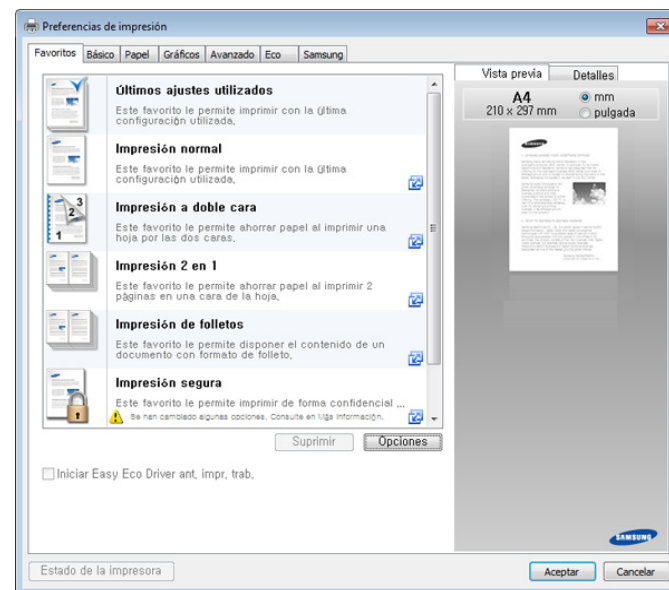 Preferencias de impresión
Favoritos Básico Papel Gráficos Avanzado Eco Samsung
Últimos ajustes utilizados
Este favorito le permite imprimir con la última
configuración utilizada.
Impresión normal
Este favorito le permite imprimir con la última
configuración utilizada.
Impresión a doble cara
Este favorito le permite ahorrar papel al imprimir una
hoja por las dos caras.
Impresión 2 en 1
Este favorito le permite ahorrar papel al imprimir 2
páginas en una cara de la hoja.
Impresión de folletos
Este favorito le permite disponer el contenido de un
documento con formato de folleto.
Impresión segura
Este favorito le permite imprimir de forma confidencial ...
Se han cambiado algunas opciones. Consulte en Más información.
1 2 3
Suprimir Opciones
Iniciar Easy Eco Driver ant. impr. trab.
Vista previa Detalles
A4
210 x 297 mm
mm
pulgada
SAMSUNG
Estado de la impresora
Aceptar Cancelar